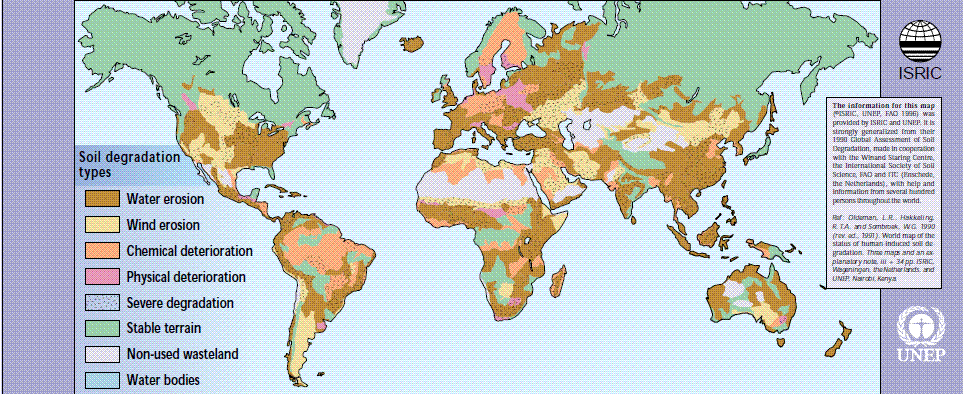 ISRIC
The information for this map
(©ISRIC, UNEP, FAO 1996) was
provided by ISRIC and UNEP. It is
strongly generalized from their
1990 Global Assessment of Soil
Degradation, made in cooperation
with the Winand Staring Centre,
the International Society of Soil
Science, FAO and ITC (Enschede,
the Netherlands), with help and
information from several hundred
persons throughout the world.
Ref: Oldeman, L.R., Hakkeling,
R.T.A. and Sombroek, W.G. 1990
(rev. ed., 1991). World map of the
status of human induced soil de-
gradation. Three maps and an ex-
planatory note, iii + 34 pp. ISRIC,
Wageningen, the Netherlands, and
UNEP, Nairobi, Kenya.
Soil degradation
types
Water erosion
Wind erosion
Chemical deterioration
Physical deterioration
Severe degradation
Stable terrain
Non-used wasteland
Water bodies
UNEP